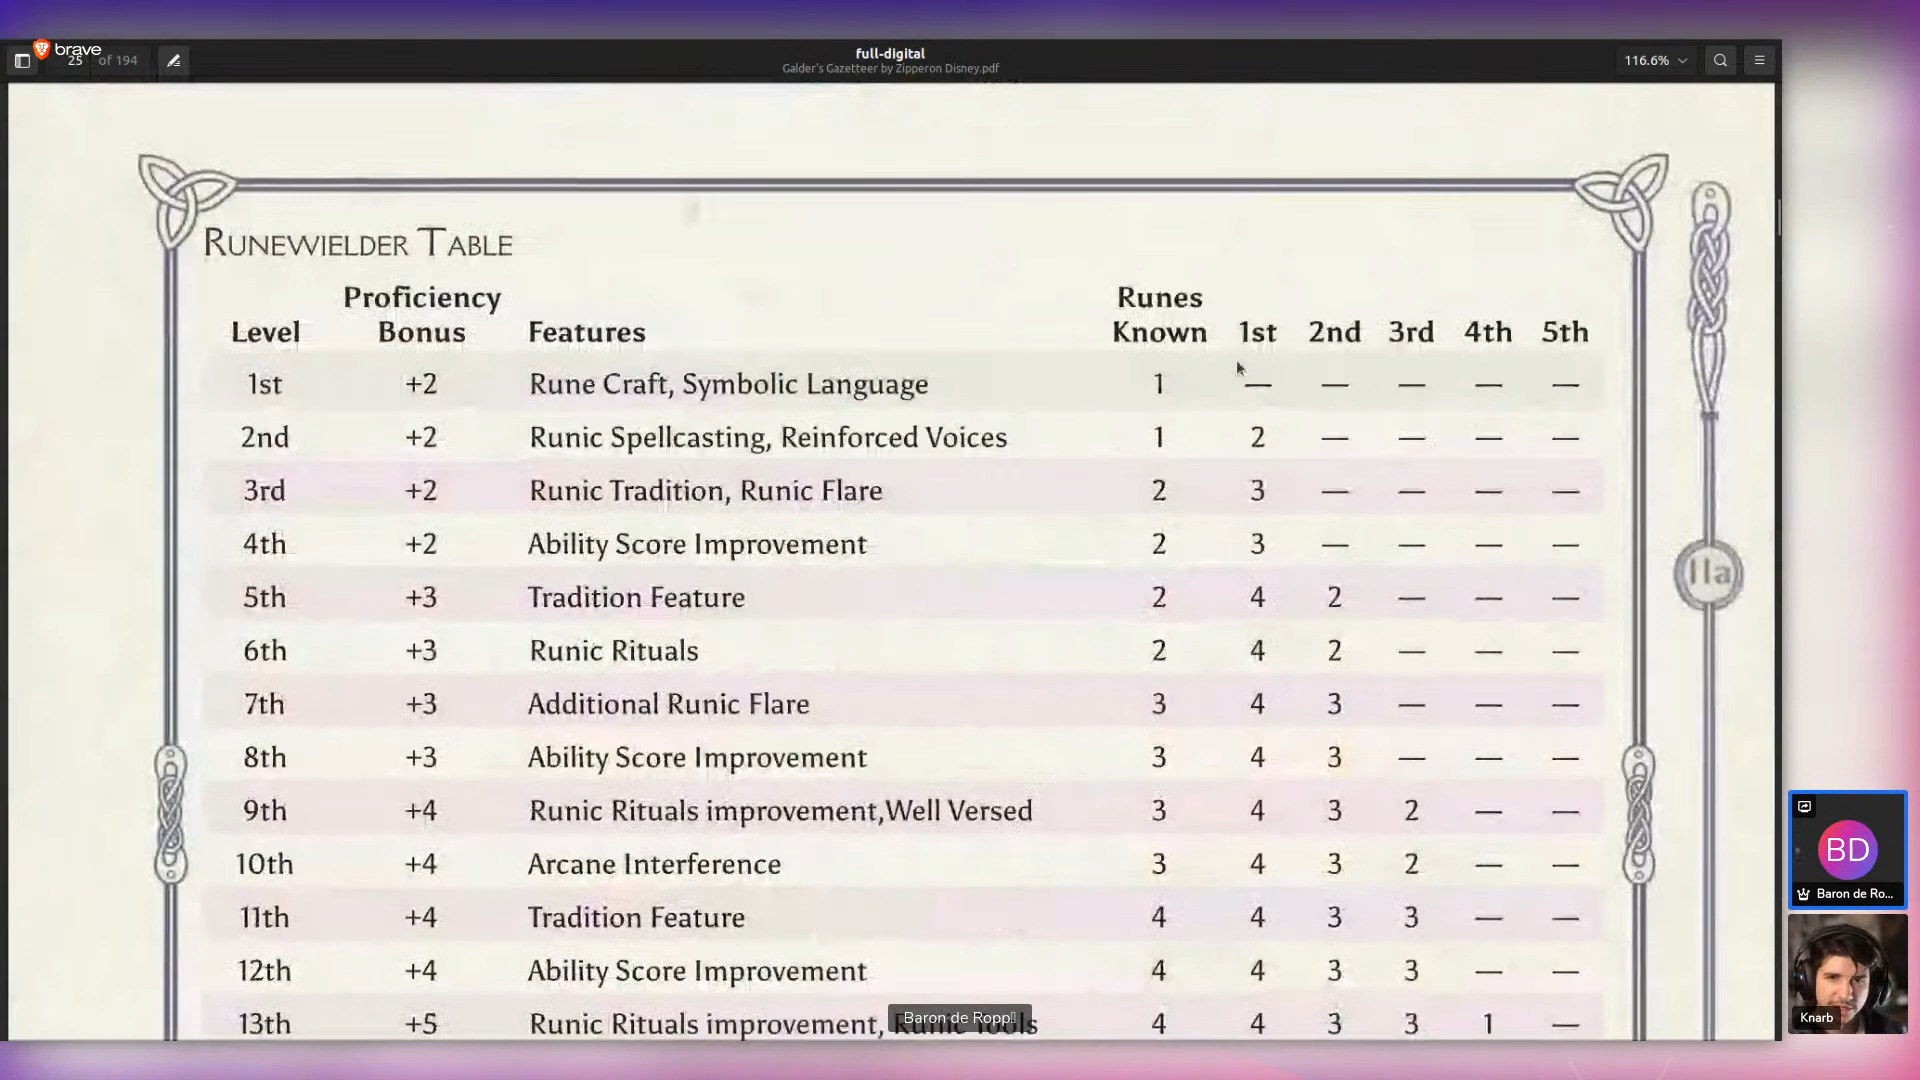 brave
25 of 194
full-digital
Galder's Gazetteer by Zipperon Disney.pdf
116.6%
RUNEWIELDER TABLE
Level Proficiency Bonus Features Runes Known 1st 2nd 3rd 4th 5th
1st +2 Rune Craft, Symbolic Language 1 — — — — —
2nd +2 Runic Spellcasting, Reinforced Voices 1 2 — — — —
3rd +2 Runic Tradition, Runic Flare 2 3 — — — —
4th +2 Ability Score Improvement 2 3 — — — —
5th +3 Tradition Feature 2 4 2 — — —
6th +3 Runic Rituals 2 4 2 — — —
7th +3 Additional Runic Flare 3 4 3 — — —
8th +3 Ability Score Improvement 3 4 3 — — —
9th +4 Runic Rituals improvement,Well Versed 3 4 3 2 — —
10th +4 Arcane Interference 3 4 3 2 — —
11th +4 Tradition Feature 4 4 3 3 — —
12th +4 Ability Score Improvement 4 4 3 3 — —
13th +5 Runic Rituals improvement, Runic Tools 4 4 3 3 1 —
IIa
Baron de Ropp
BD
Baron de Ro...
Knarb